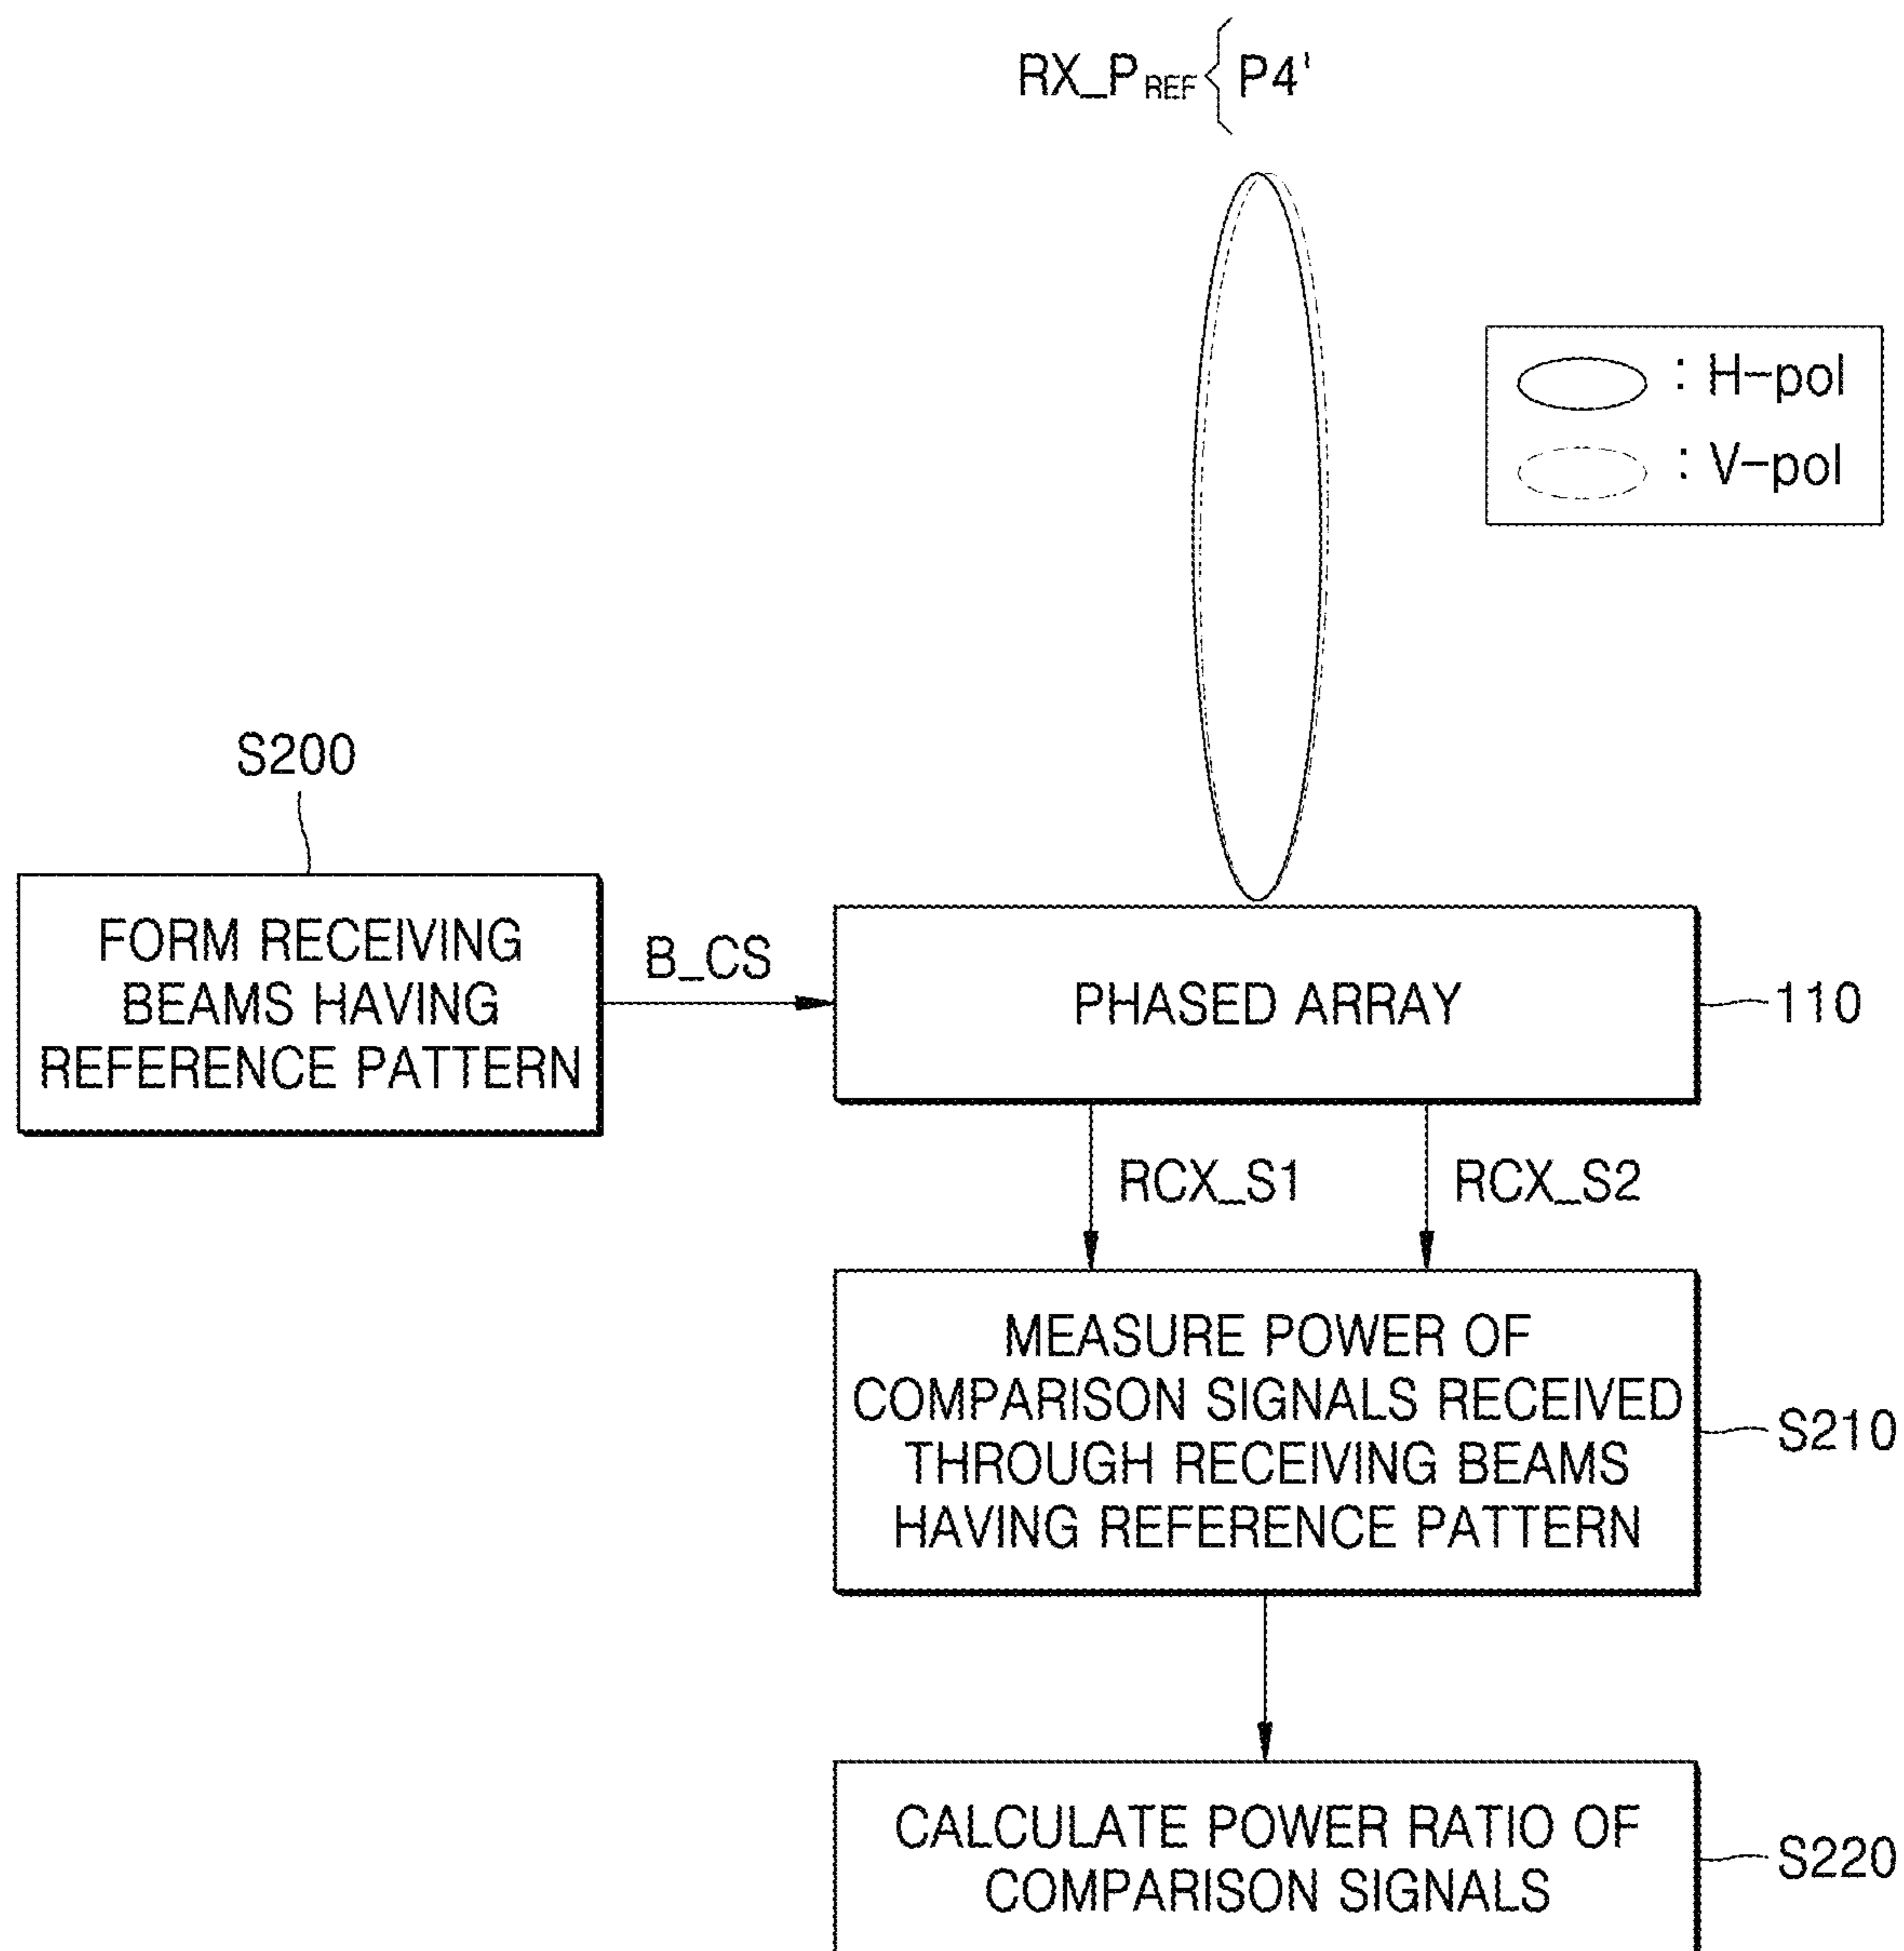 RX_PREF { P4'
: H-pol
: V-pol
S200
FORM RECEIVING
BEAMS HAVING
REFERENCE PATTERN
B_CS
PHASED ARRAY
110
RCX_S1
RCX_S2
MEASURE POWER OF
COMPARISON SIGNALS RECEIVED
THROUGH RECEIVING BEAMS
HAVING REFERENCE PATTERN
S210
CALCULATE POWER RATIO OF
COMPARISON SIGNALS
S220